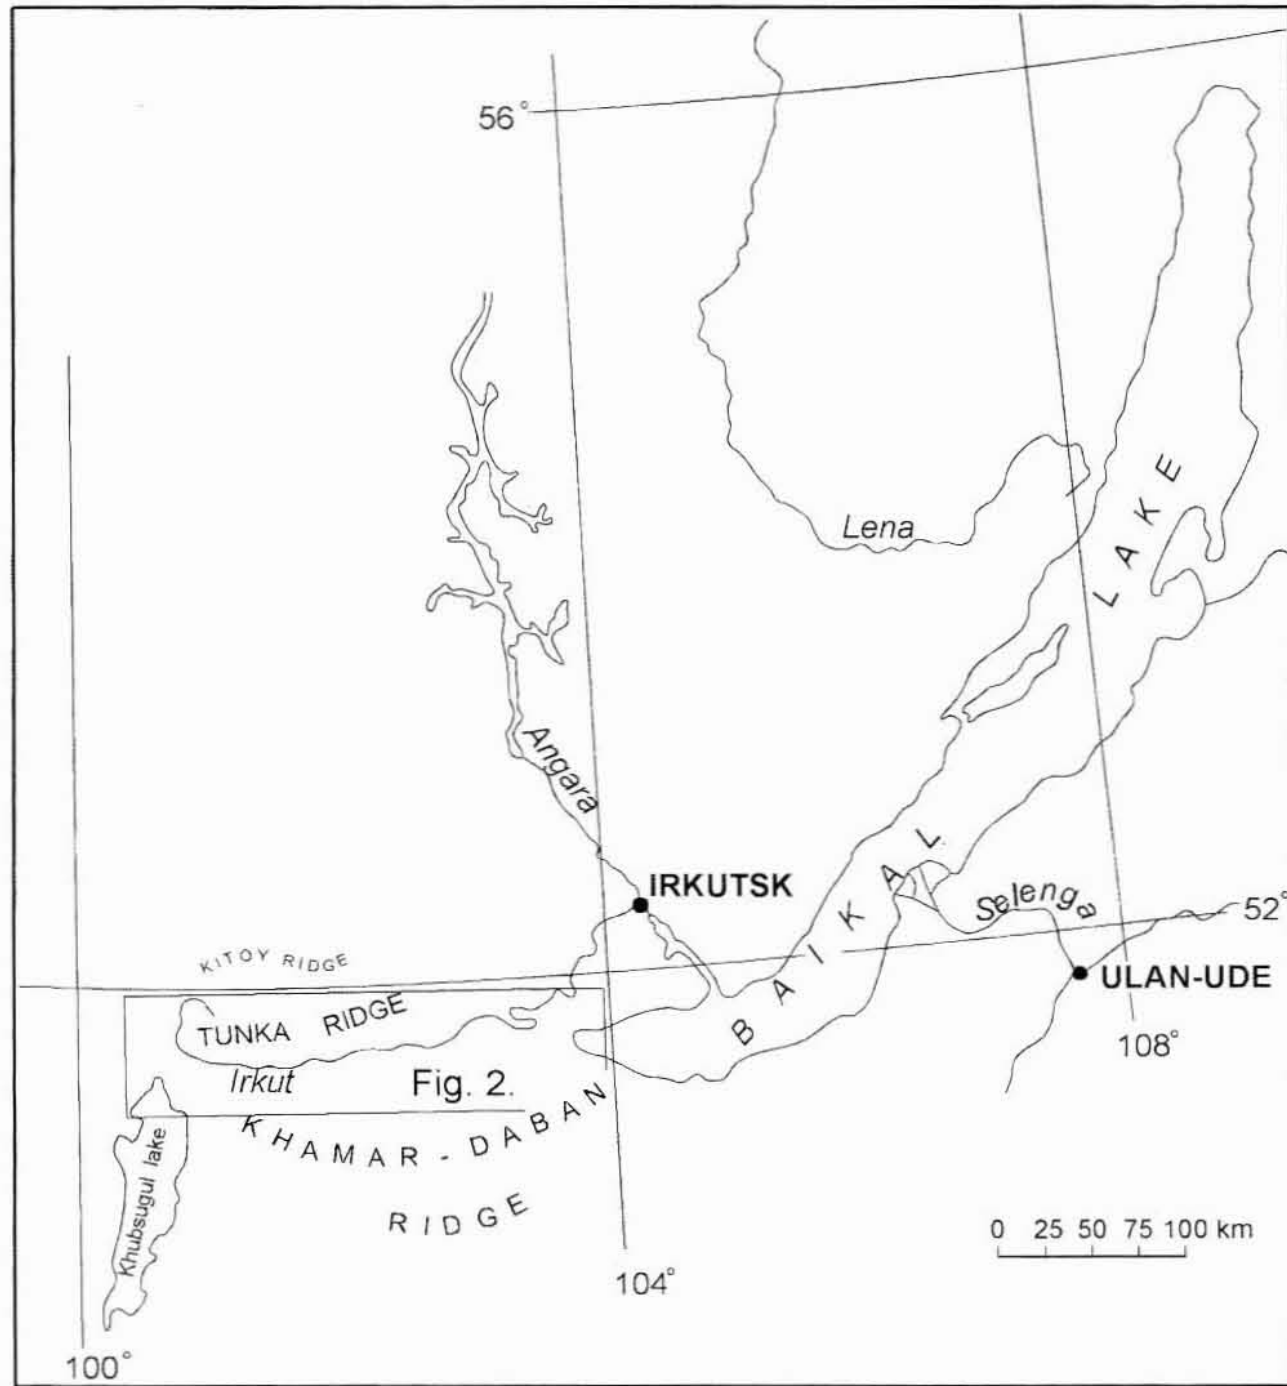 56°
Lena
LAKE
Angara
IRKUTSK
BAIKAL
Selenga
52°
KITOY RIDGE
ULAN-UDE
TUNKA RIDGE
108°
Irkut
Fig. 2.
KHAMAR-DABAN
RIDGE
Khubsugul lake
0 25 50 75 100 km
104°
100°